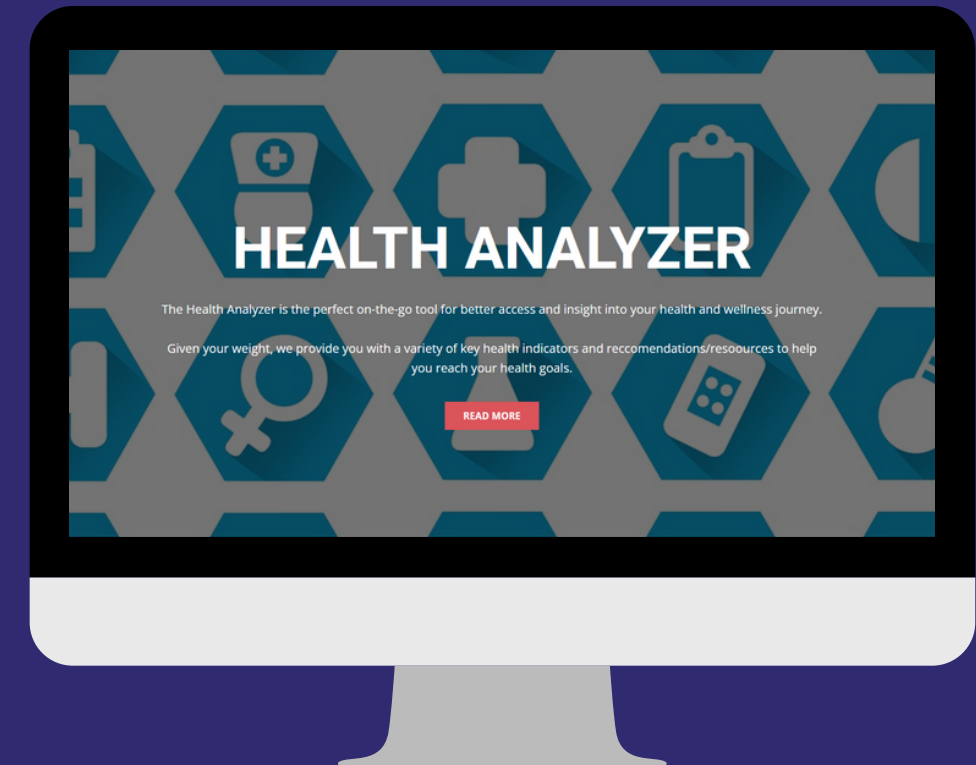 HEALTH ANALYZER
The Health Analyzer is the perfect on-the-go tool for better access and insight into your health and wellness journey.
Given your weight, we provide you with a variety of key health indicators and reccomendations/resoources to help
you reach your health goals.
READ MORE